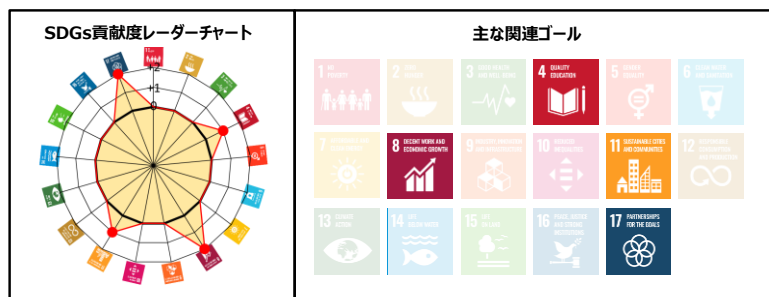 SDGs貢献度レーダーチャート
+2
+1
0
主な関連ゴール
1 NO
POVERTY
2 ZERO
HUNGER
3 GOOD HEALTH
AND WELL-BEING
4 QUALITY
EDUCATION
5 GENDER
EQUALITY
6 CLEAN WATER
AND SANITATION
7
8 DECENT WORK AND
ECONOMIC GROWTH
9 INDUSTRY, INNOVATION
AND INFRASTRUCTURE
10 REDUCED
INEQUALITIES
11 SUSTAINABLE CITIES
AND COMMUNITIES
12 RESPONSIBLE
CONSUMPTION
AND PRODUCTION
13 CLIMATE
ACTION
14 LIFE
BELOW WATER
15 LIFE
ON LAND
16 PEACE, JUSTICE
AND STRONG
INSTITUTIONS
17 PARTNERSHIPS
FOR THE GOALS